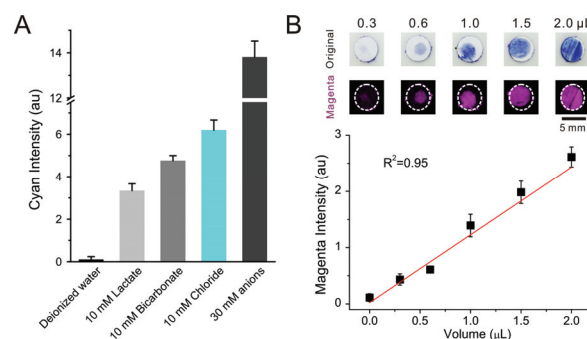 A
Cyan Intensity (au)
14
12
8
6
4
2
0
Deionized water
10 mM Lactate
10 mM Bicarbonate
10 mM Chloride
30 mM anions
B
0.3 0.6 1.0 1.5 2.0 μL
Original
Magenta
5 mm
Magenta Intensity (au)
3
2
1
0
R²=0.95
0.0 0.5 1.0 1.5 2.0
Volume (μL)